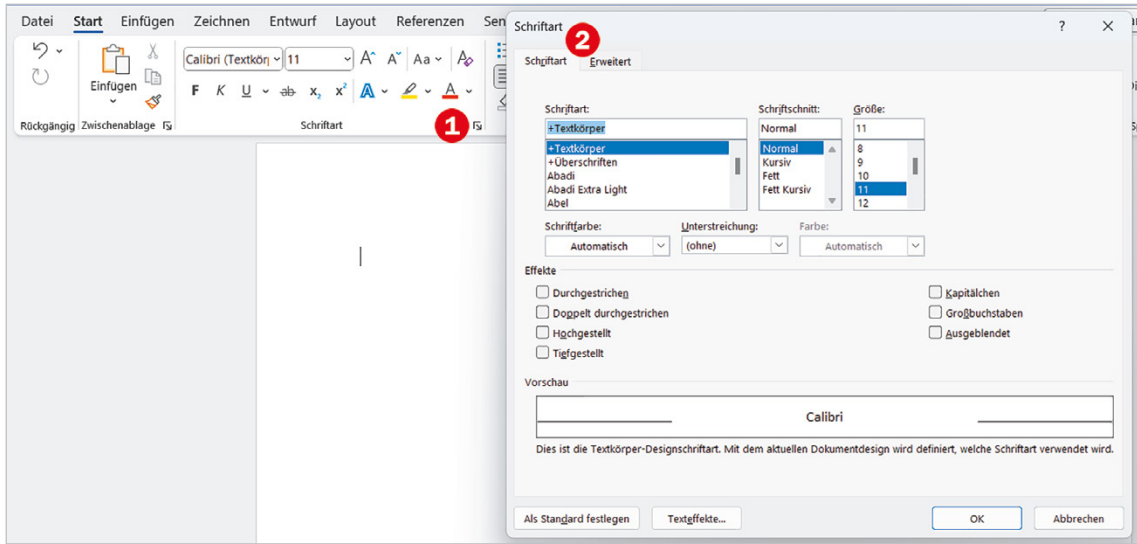 Datei Start Einfügen Zeichnen Entwurf Layout Referenzen Sen
Calibri (Textkör 11 Aa
Einfügen
F K U ab x₂ x² A A
Rückgängig Zwischenablage Schriftart
1
Schriftart
2
Schriftart Erweitert
Schriftart: Schriftschnitt: Größe:
+Textkörper Normal 11
+Textkörper Normal 8
+Überschriften Kursiv 9
Abadi Fett 10
Abadi Extra Light Fett Kursiv 11
Abel 12
Schriftfarbe: Unterstreichung: Farbe:
Automatisch (ohne) Automatisch
Effekte
Durchgestrichen Kapitälchen
Doppelt durchgestrichen Großbuchstaben
Hochgestellt Ausgeblendet
Tiefgestellt
Vorschau
Calibri
Dies ist die Textkörper-Designschriftart. Mit dem aktuellen Dokumentdesign wird definiert, welche Schriftart verwendet wird.
Als Standard festlegen Texteffekte... OK Abbrechen